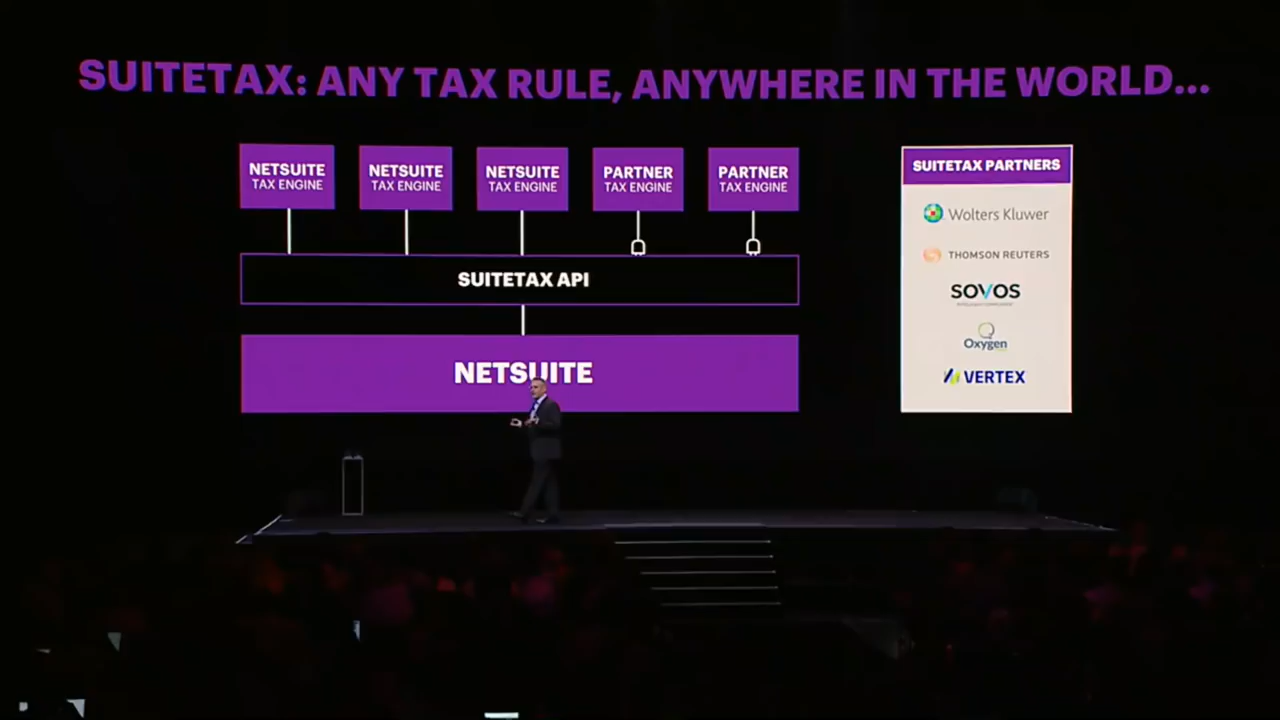 SUITETAX: ANY TAX RULE, ANYWHERE IN THE WORLD...
NETSUITE
TAX ENGINE
NETSUITE
TAX ENGINE
NETSUITE
TAX ENGINE
PARTNER
TAX ENGINE
PARTNER
TAX ENGINE
SUITETAX API
NETSUITE
SUITETAX PARTNERS
Wolters Kluwer
THOMSON REUTERS
SOVOS
Oxygen
VERTEX